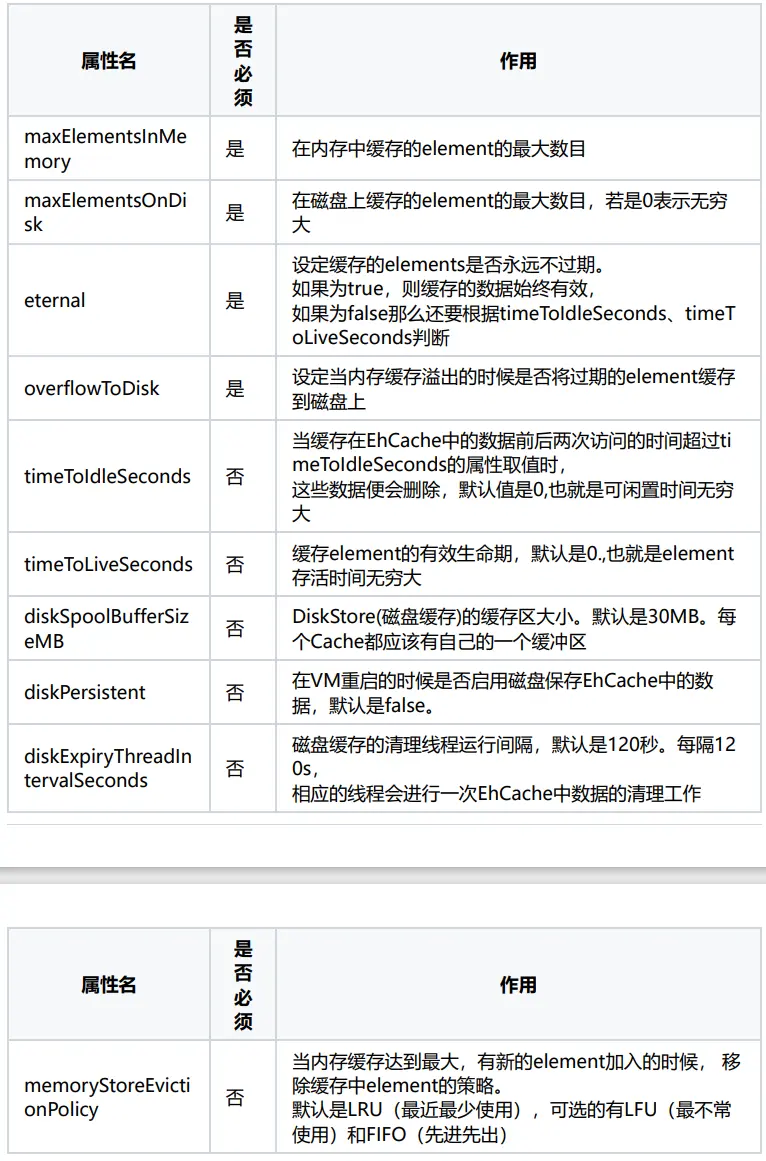 属性名
是
否
必
须
作用
maxElementsInMe
mory
是
在内存中缓存的element的最大数目
maxElementsOnDi
sk
是
在磁盘上缓存的element的最大数目，若是0表示无穷
大
eternal
是
设定缓存的elements是否永远不过期。
如果为true，则缓存的数据始终有效，
如果为false那么还要根据timeToIdleSeconds、timeT
oLiveSeconds判断
overflowToDisk
是
设定当内存缓存溢出的时候是否将过期的element缓存
到磁盘上
timeToIdleSeconds
否
当缓存在EhCache中的数据前后两次访问的时间超过ti
meToIdleSeconds的属性取值时，
这些数据便会删除，默认值是0,也就是可闲置时间无穷
大
timeToLiveSeconds
否
缓存element的有效生命期，默认是0.,也就是element
存活时间无穷大
diskSpoolBufferSiz
eMB
否
DiskStore(磁盘缓存)的缓存区大小。默认是30MB。每
个Cache都应该有自己的一个缓冲区
diskPersistent
否
在VM重启的时候是否启用磁盘保存EhCache中的数
据，默认是false。
diskExpiryThreadIn
tervalSeconds
否
磁盘缓存的清理线程运行间隔，默认是120秒。每隔12
0s，
相应的线程会进行一次EhCache中数据的清理工作
属性名
是
否
必
须
作用
memoryStoreEvicti
onPolicy
否
当内存缓存达到最大，有新的element加入的时候， 移
除缓存中element的策略。
默认是LRU（最近最少使用），可选的有LFU（最不常
使用）和FIFO（先进先出）